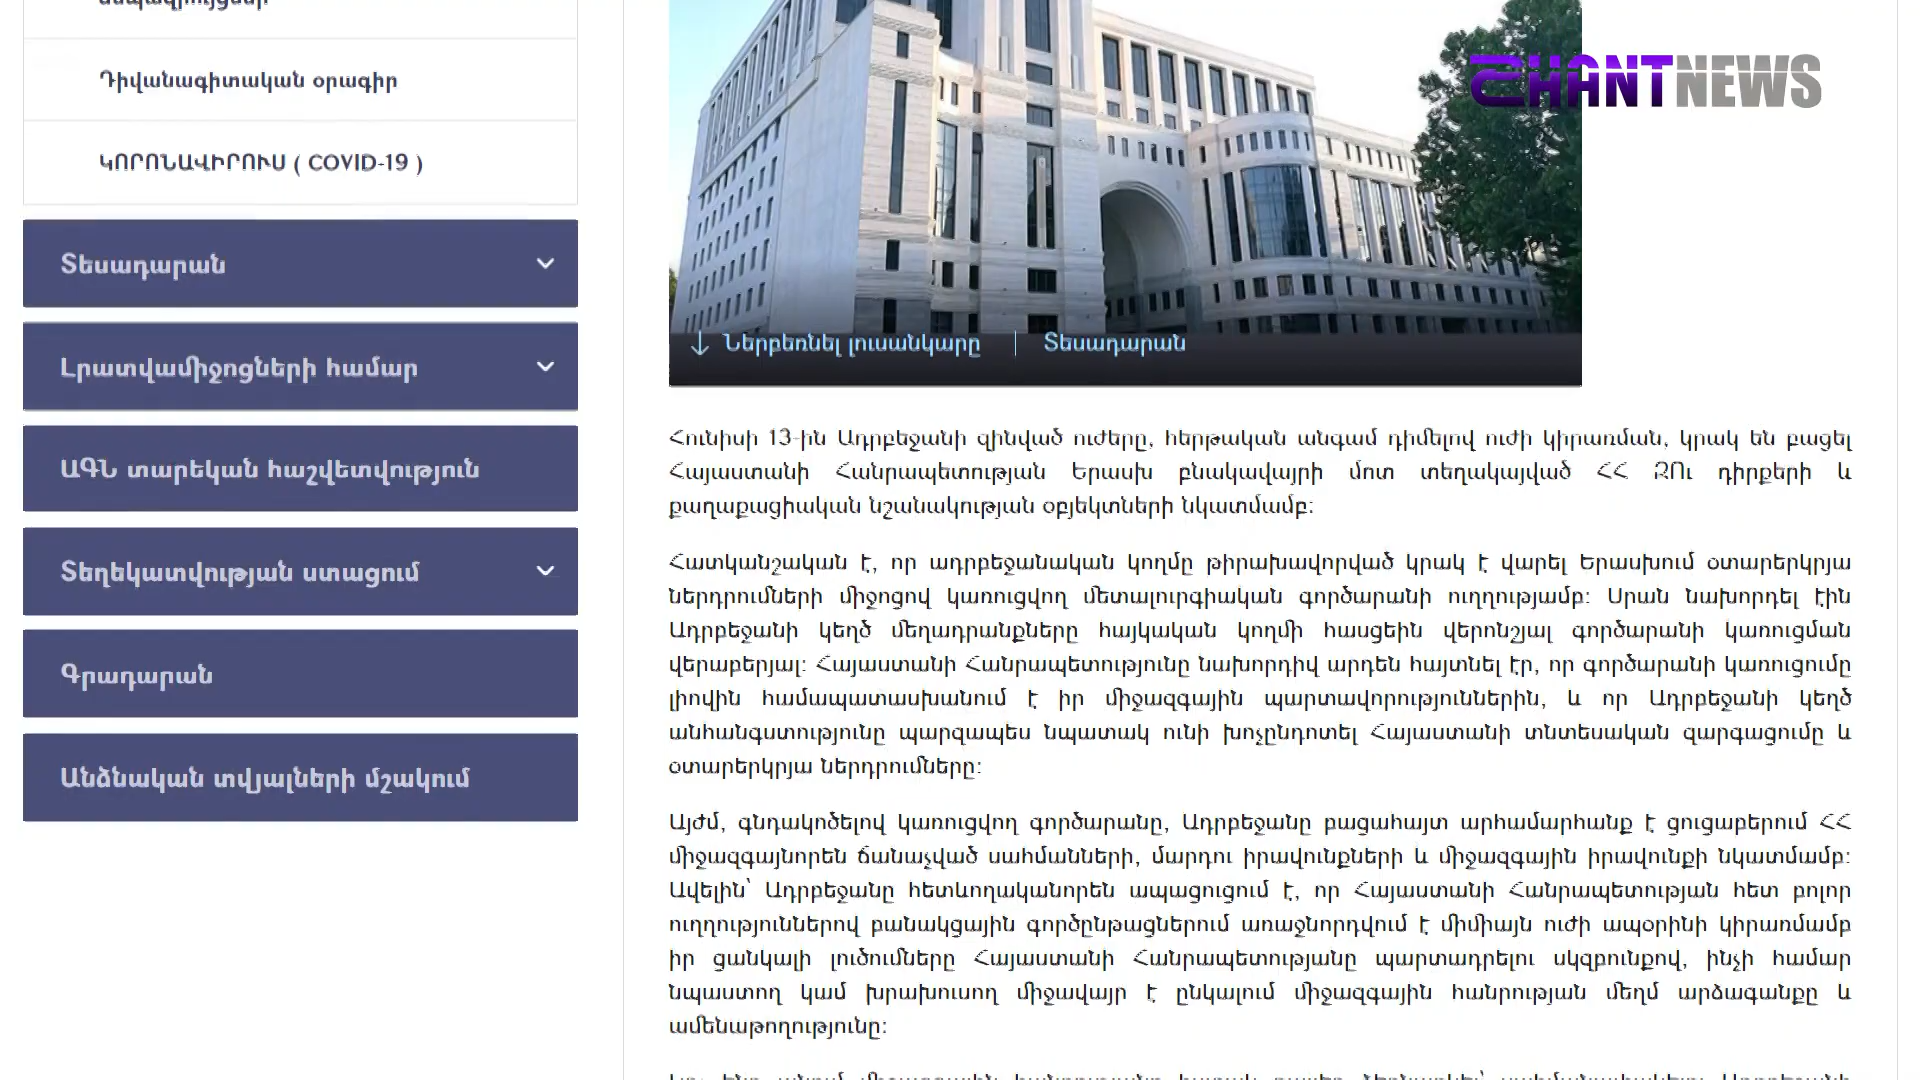 Դիվանագիտական օրագիր
ԿՈՐՈՆԱՎԻՐՈՒՍ ( COVID-19 )
Տեսադարան
Լրատվամիջոցների համար
ԱԳՆ տարեկան հաշվետվություն
Տեղեկատվության ստացում
Գրադարան
Անձնական տվյալների մշակում
SHANTNEWS
Ներբեռնել լուսանկարը | Տեսադարան
Հունիսի 13-ին Ադրբեջանի զինված ուժերը, հերթական անգամ դիմելով ուժի կիրառման, կրակ են բացել
Հայաստանի Հանրապետության Երասխ բնակավայրի մոտ տեղակայված ՀՀ ԶՈւ դիրքերի և
քաղաքացիական նշանակության օբյեկտների նկատմամբ:
Հատկանշական է, որ ադրբեջանական կողմը թիրախավորված կրակ է վարել Երասխում օտարերկրյա
ներդրումների միջոցով կառուցվող մետալուրգիական գործարանի ուղղությամբ: Սրան նախորդել էին
Ադրբեջանի կեղծ մեղադրանքները հայկական կողմի հասցեին վերոնշյալ գործարանի կառուցման
վերաբերյալ: Հայաստանի Հանրապետությունը նախորդիվ արդեն հայտնել էր, որ գործարանի կառուցումը
լիովին համապատասխանում է իր միջազգային պարտավորություններին, և որ Ադրբեջանի կեղծ
անհանգստությունը պարզապես նպատակ ունի խոչընդոտել Հայաստանի տնտեսական զարգացումը և
օտարերկրյա ներդրումները:
Այժմ, գնդակոծելով կառուցվող գործարանը, Ադրբեջանը բացահայտ արհամարհանք է ցուցաբերում ՀՀ
միջազգայնորեն ճանաչված սահմանների, մարդու իրավունքների և միջազգային իրավունքի նկատմամբ:
Ավելին՝ Ադրբեջանը հետևողականորեն ապացուցում է, որ Հայաստանի Հանրապետության հետ բոլոր
ուղղություններով բանակցային գործընթացներում առաջնորդվում է միմիայն ուժի ապօրինի կիրառմամբ
իր ցանկալի լուծումները Հայաստանի Հանրապետությանը պարտադրելու սկզբունքով, ինչի համար
նպաստող կամ խրախուսող միջավայր է ընկալում միջազգային հանրության մեղմ արձագանքը և
ամենաթողությունը: